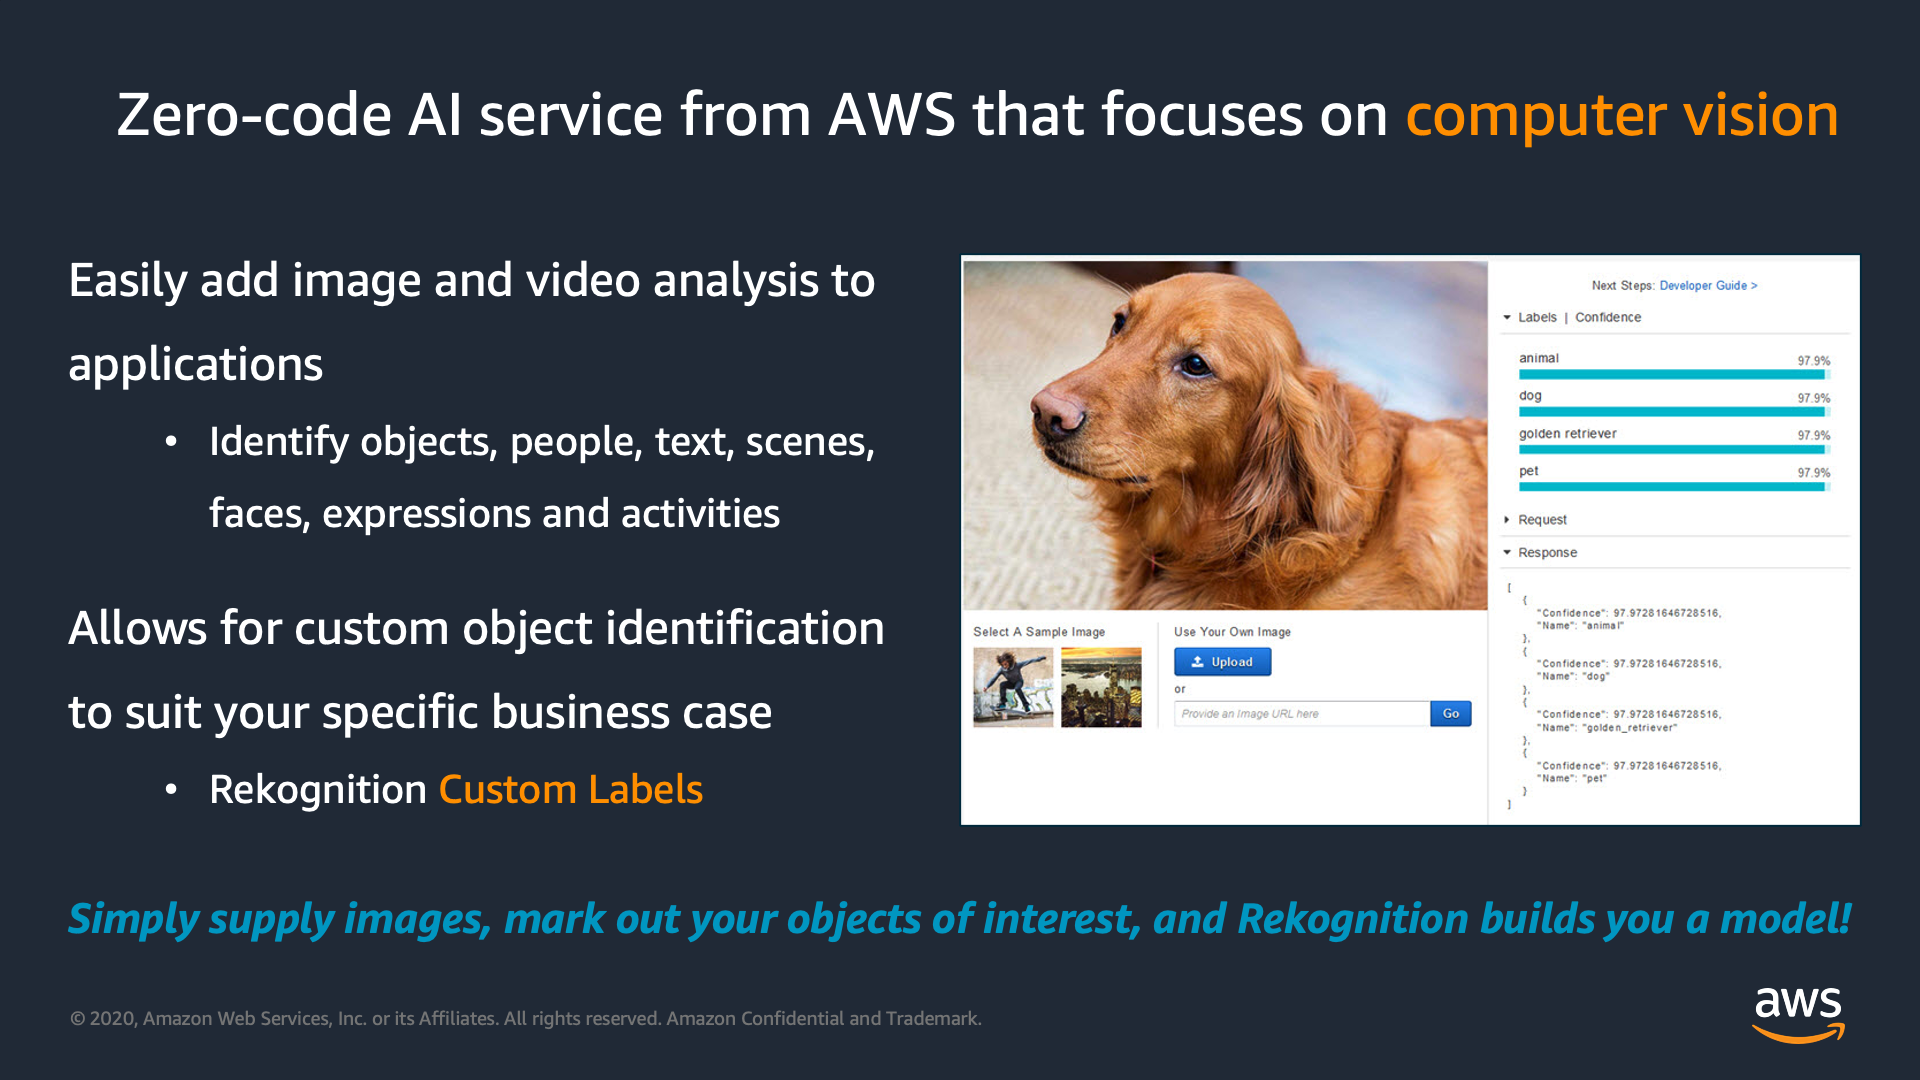 Zero-code AI service from AWS that focuses on computer vision
Easily add image and video analysis to
applications
• Identify objects, people, text, scenes,
faces, expressions and activities
Allows for custom object identification
to suit your specific business case
• Rekognition Custom Labels
Next Steps: Developer Guide >
Labels | Confidence
animal 97.9%
dog 97.9%
golden retriever 97.9%
pet 97.9%
Request
Response
[
{
"Confidence": 97.97281646728516,
"Name": "animal"
},
{
"Confidence": 97.97281646728516,
"Name": "dog"
},
{
"Confidence": 97.97281646728516,
"Name": "golden_retriever"
},
{
"Confidence": 97.97281646728516,
"Name": "pet"
}
]
Select A Sample Image
Use Your Own Image
Upload
or
Provide an Image URL here Go
Simply supply images, mark out your objects of interest, and Rekognition builds you a model!
© 2020, Amazon Web Services, Inc. or its Affiliates. All rights reserved. Amazon Confidential and Trademark.
aws